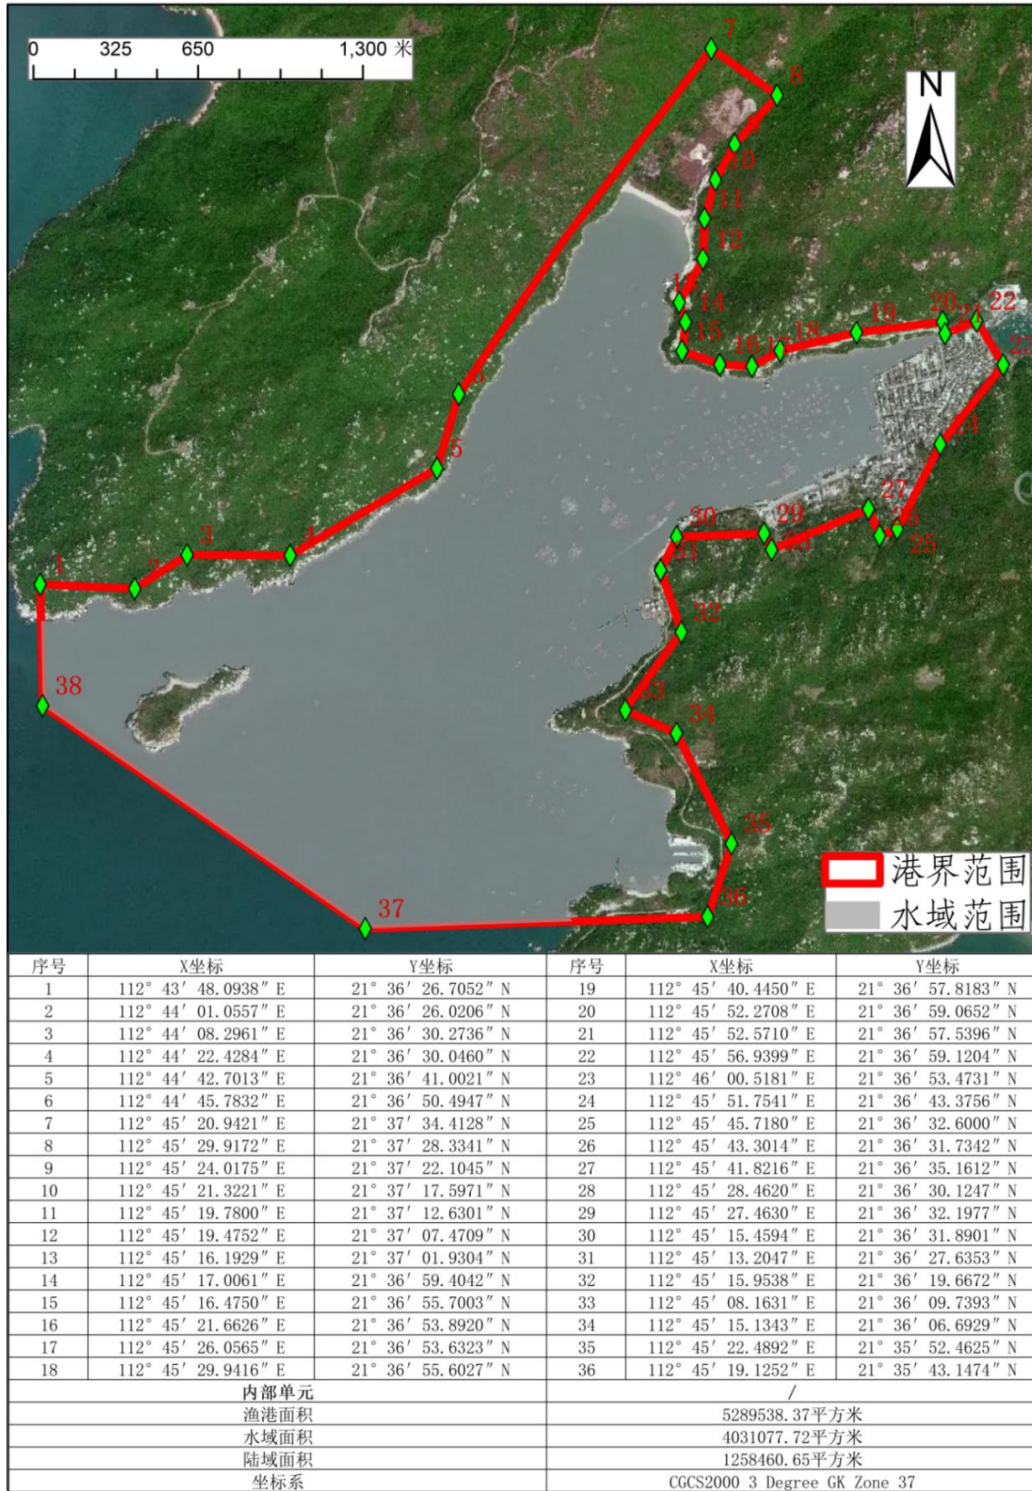 0 325 650 1,300 米
N
7
8
10
11
12
13
14
15
16
17
18
19
20
21
22
23
24
5
27
26
25
29
30
1
2
3
4
32
33
34
38
35
36
37
港界范围
水域范围
序号 X坐标 Y坐标 序号 X坐标 Y坐标
1 112° 43′ 48.0938″ E 21° 36′ 26.7052″ N 19 112° 45′ 40.4450″ E 21° 36′ 57.8183″ N
2 112° 44′ 01.0557″ E 21° 36′ 26.0206″ N 20 112° 45′ 52.2708″ E 21° 36′ 59.0652″ N
3 112° 44′ 08.2961″ E 21° 36′ 30.2736″ N 21 112° 45′ 52.5710″ E 21° 36′ 57.5396″ N
4 112° 44′ 22.4284″ E 21° 36′ 30.0460″ N 22 112° 45′ 56.9399″ E 21° 36′ 59.1204″ N
5 112° 44′ 42.7013″ E 21° 36′ 41.0021″ N 23 112° 46′ 00.5181″ E 21° 36′ 53.4731″ N
6 112° 44′ 45.7832″ E 21° 36′ 50.4947″ N 24 112° 45′ 51.7541″ E 21° 36′ 43.3756″ N
7 112° 45′ 20.9421″ E 21° 37′ 34.4128″ N 25 112° 45′ 45.7180″ E 21° 36′ 32.6000″ N
8 112° 45′ 29.9172″ E 21° 37′ 28.3341″ N 26 112° 45′ 43.3014″ E 21° 36′ 31.7342″ N
9 112° 45′ 24.0175″ E 21° 37′ 22.1045″ N 27 112° 45′ 41.8216″ E 21° 36′ 35.1612″ N
10 112° 45′ 21.3221″ E 21° 37′ 17.5971″ N 28 112° 45′ 28.4620″ E 21° 36′ 30.1247″ N
11 112° 45′ 19.7800″ E 21° 37′ 12.6301″ N 29 112° 45′ 27.4630″ E 21° 36′ 32.1977″ N
12 112° 45′ 19.4752″ E 21° 37′ 07.4709″ N 30 112° 45′ 15.4594″ E 21° 36′ 31.8901″ N
13 112° 45′ 16.1929″ E 21° 37′ 01.9304″ N 31 112° 45′ 13.2047″ E 21° 36′ 27.6353″ N
14 112° 45′ 17.0061″ E 21° 36′ 59.4042″ N 32 112° 45′ 15.9538″ E 21° 36′ 19.6672″ N
15 112° 45′ 16.4750″ E 21° 36′ 55.7003″ N 33 112° 45′ 08.1631″ E 21° 36′ 09.7393″ N
16 112° 45′ 21.6626″ E 21° 36′ 53.8920″ N 34 112° 45′ 15.1343″ E 21° 36′ 06.6929″ N
17 112° 45′ 26.0565″ E 21° 36′ 53.6323″ N 35 112° 45′ 22.4892″ E 21° 35′ 52.4625″ N
18 112° 45′ 29.9416″ E 21° 36′ 55.6027″ N 36 112° 45′ 19.1252″ E 21° 35′ 43.1474″ N
内部单元 /
渔港面积 5289538.37平方米
水域面积 4031077.72平方米
陆域面积 1258460.65平方米
坐标系 CGCS2000 3 Degree GK Zone 37